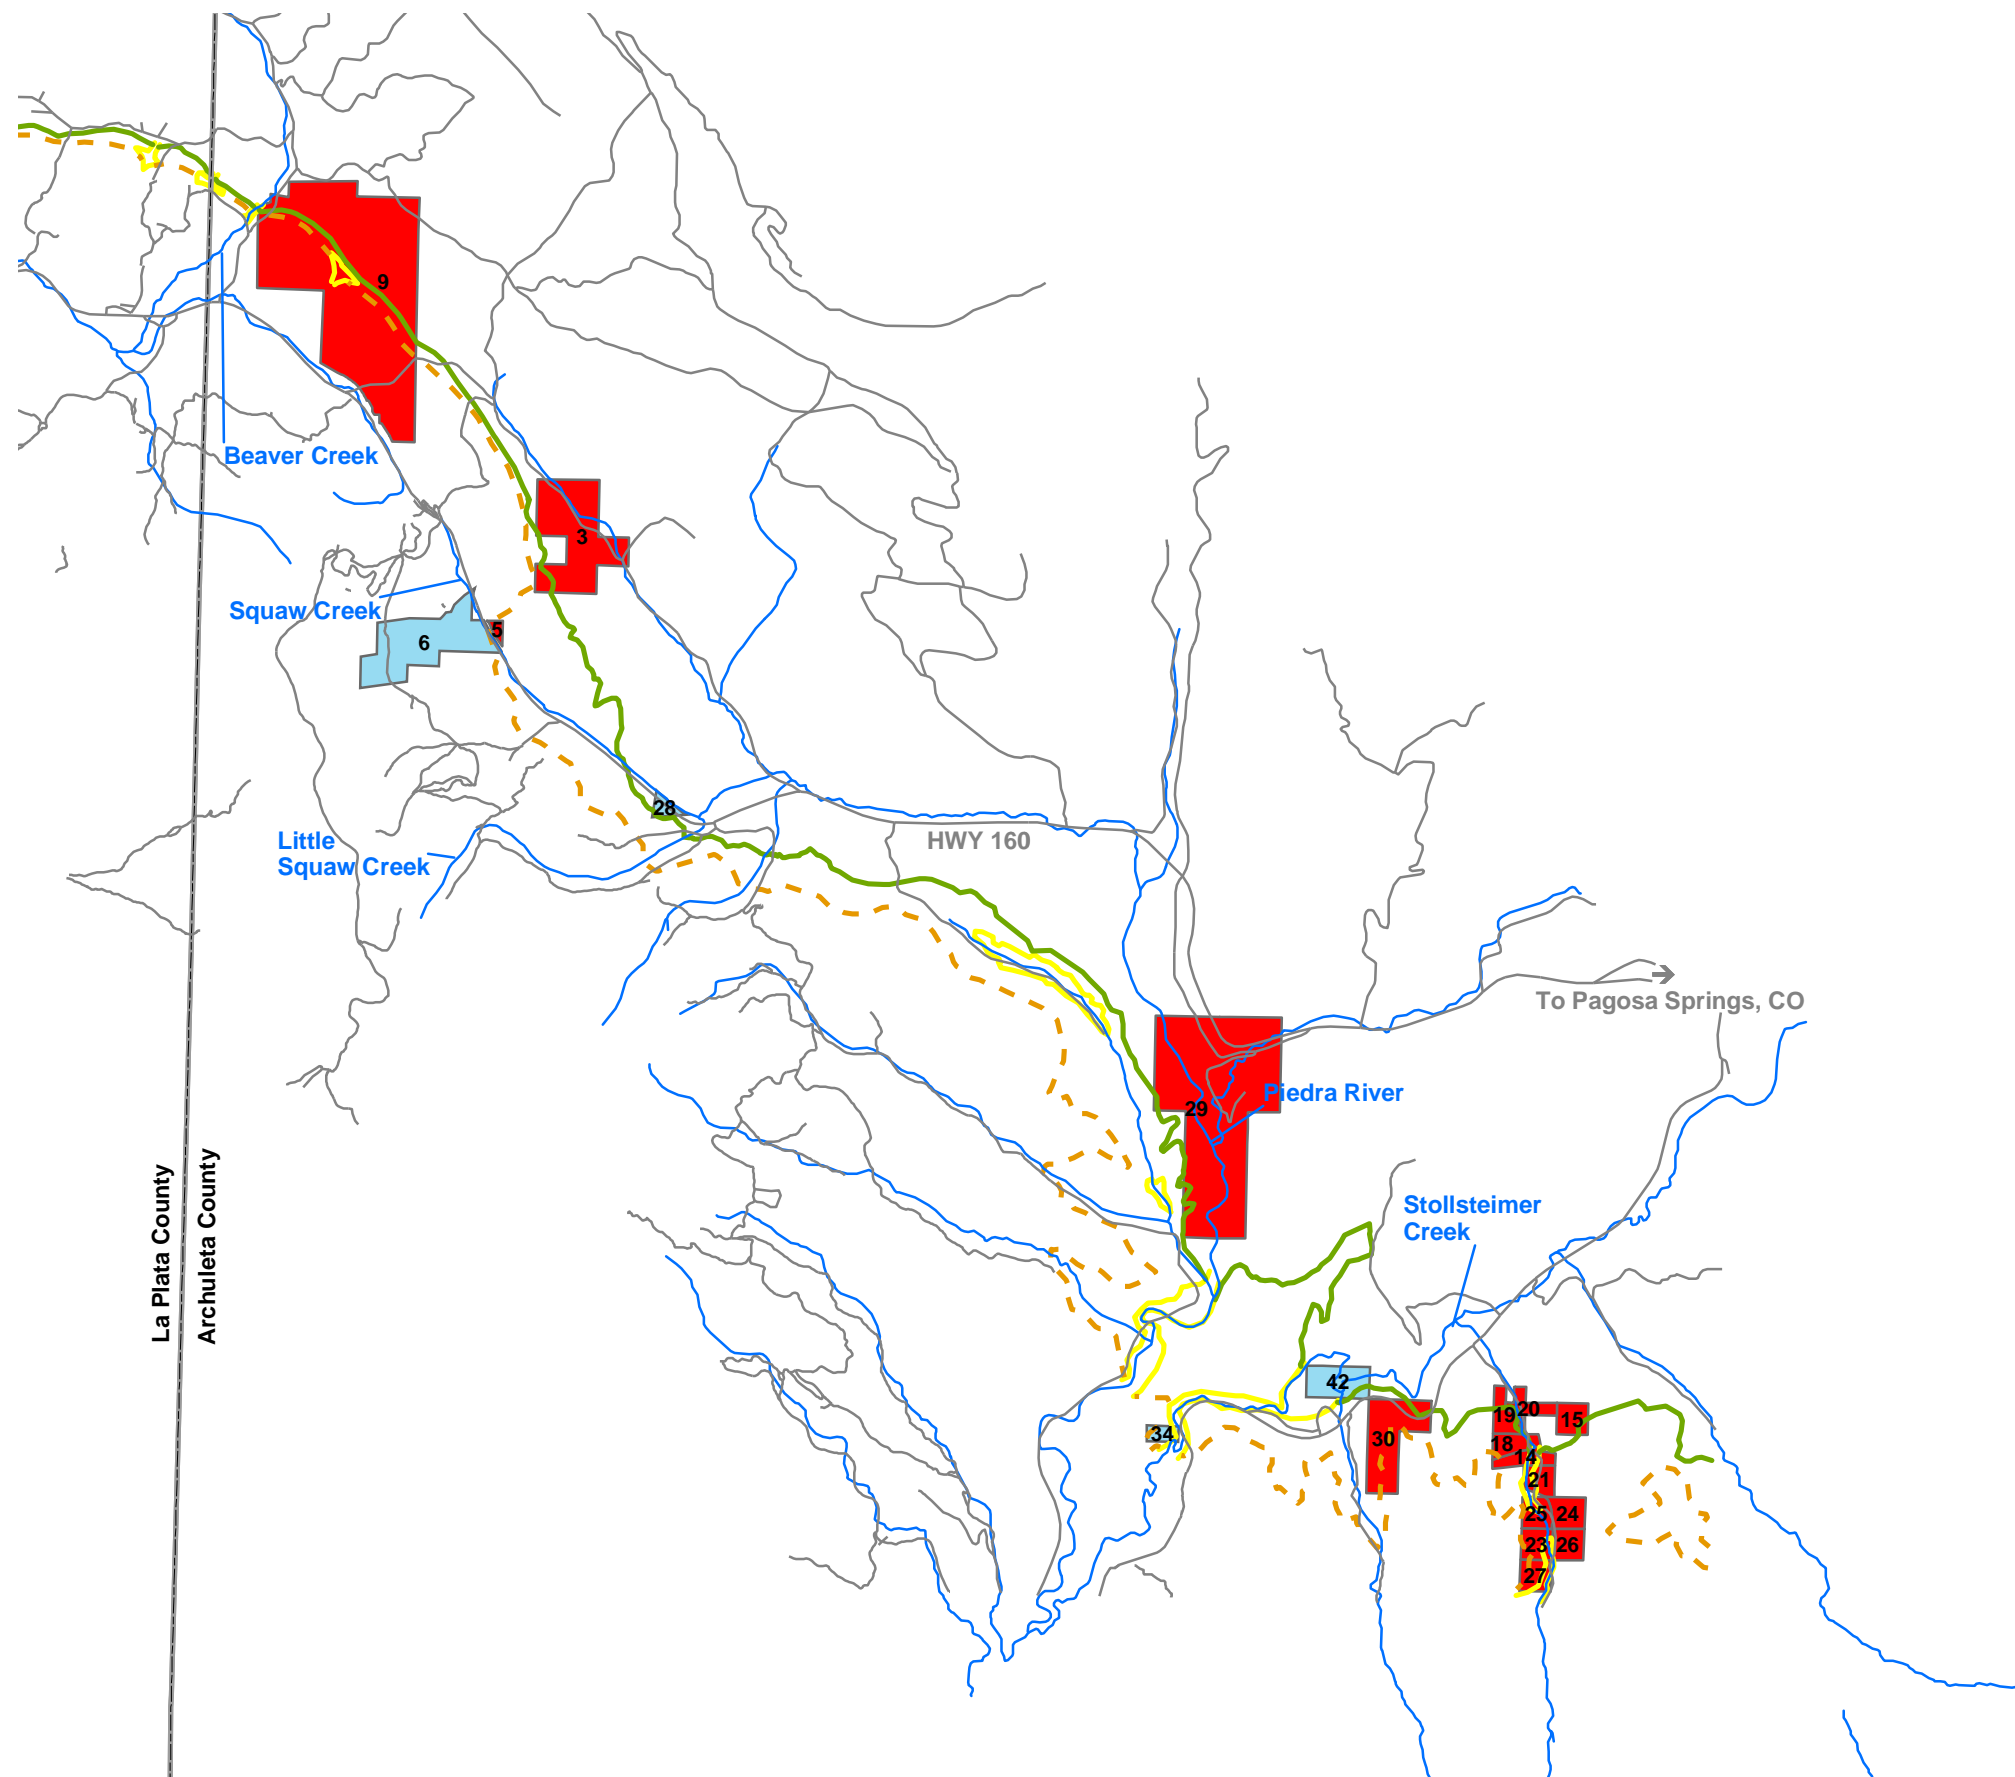 9
Beaver Creek
3
Squaw Creek
5
6
28
Little
Squaw Creek
HWY 160
To Pagosa Springs, CO
Piedra River
29
La Plata County
Archuleta County
Stollsteimer
Creek
42
19
20
15
34
30
18
14
21
25
24
23
26
27